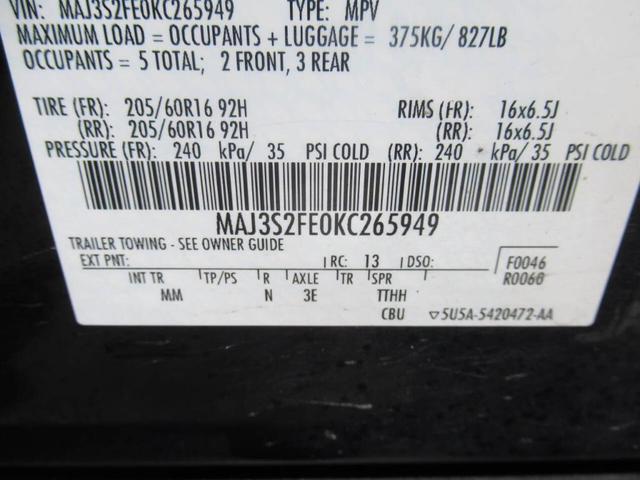 VIN: MAJ3S2FE0KC265949 TYPE: MPV
MAXIMUM LOAD = OCCUPANTS + LUGGAGE = 375KG/ 827LB
OCCUPANTS = 5 TOTAL; 2 FRONT, 3 REAR
TIRE (FR): 205/60R16 92H RIMS (FR): 16x6.5J
(RR): 205/60R16 92H (RR): 16x6.5J
PRESSURE (FR): 240 kPa/ 35 PSI COLD (RR): 240 kPa/ 35 PSI COLD
MAJ3S2FE0KC265949
TRAILER TOWING - SEE OWNER GUIDE
EXT PNT: RC: 13 DSO: F0046
R0060
INT TR TP/PS R AXLE TR SPR
MM N 3E TTHH
CBU ▽5U5A-5420472-AA